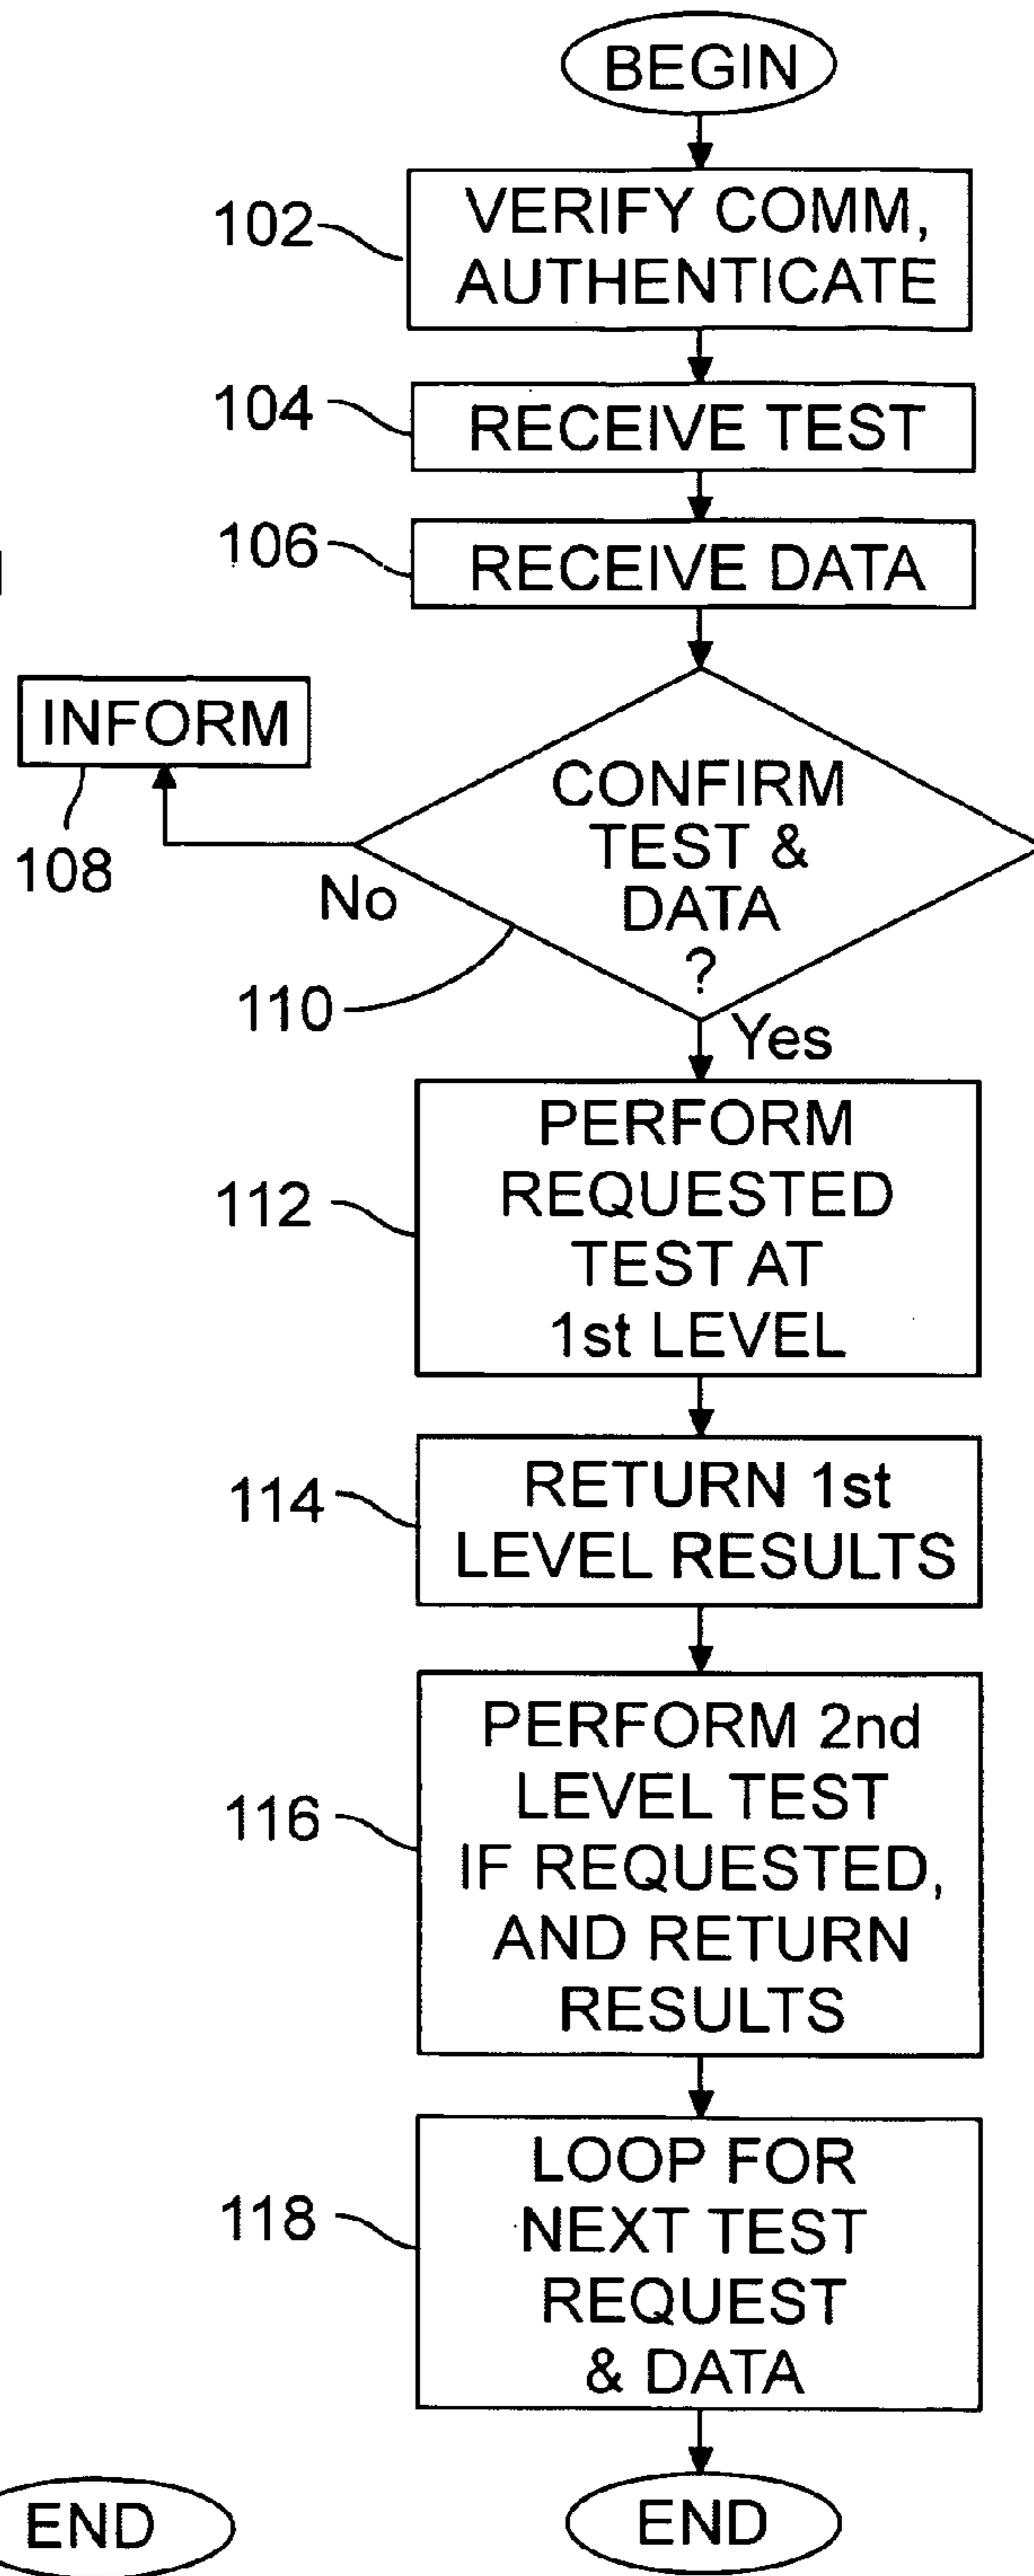 BEGIN
102
VERIFY COMM,
AUTHENTICATE
104
RECEIVE TEST
106
RECEIVE DATA
INFORM
108
CONFIRM
TEST &
DATA
?
No
110
Yes
112
PERFORM
REQUESTED
TEST AT
1st LEVEL
114
RETURN 1st
LEVEL RESULTS
116
PERFORM 2nd
LEVEL TEST
IF REQUESTED,
AND RETURN
RESULTS
118
LOOP FOR
NEXT TEST
REQUEST
& DATA
END
END